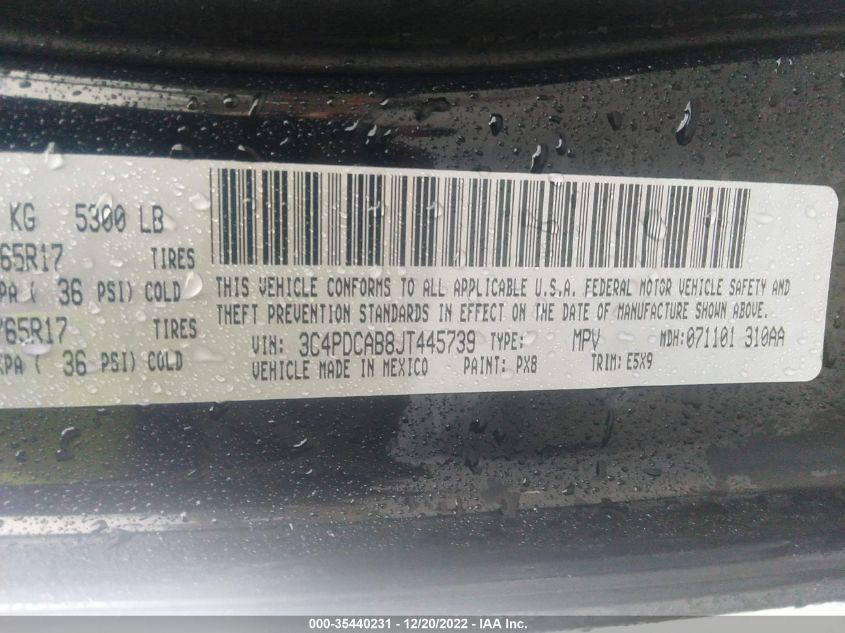 KG 5300 LB
65R17 TIRES
PA ( 36 PSI) COLD
65R17 TIRES
KPA ( 36 PSI) COLD
THIS VEHICLE CONFORMS TO ALL APPLICABLE U.S.A. FEDERAL MOTOR VEHICLE SAFETY AND
THEFT PREVENTION STANDARDS IN EFFECT ON THE DATE OF MANUFACTURE SHOWN ABOVE.
VIN: 3C4PDCAB8JT445739 TYPE: MPV MDH:071101 310AA
VEHICLE MADE IN MEXICO PAINT: PX8 TRIM:E5X9
000-35440231 - 12/20/2022 - IAA Inc.